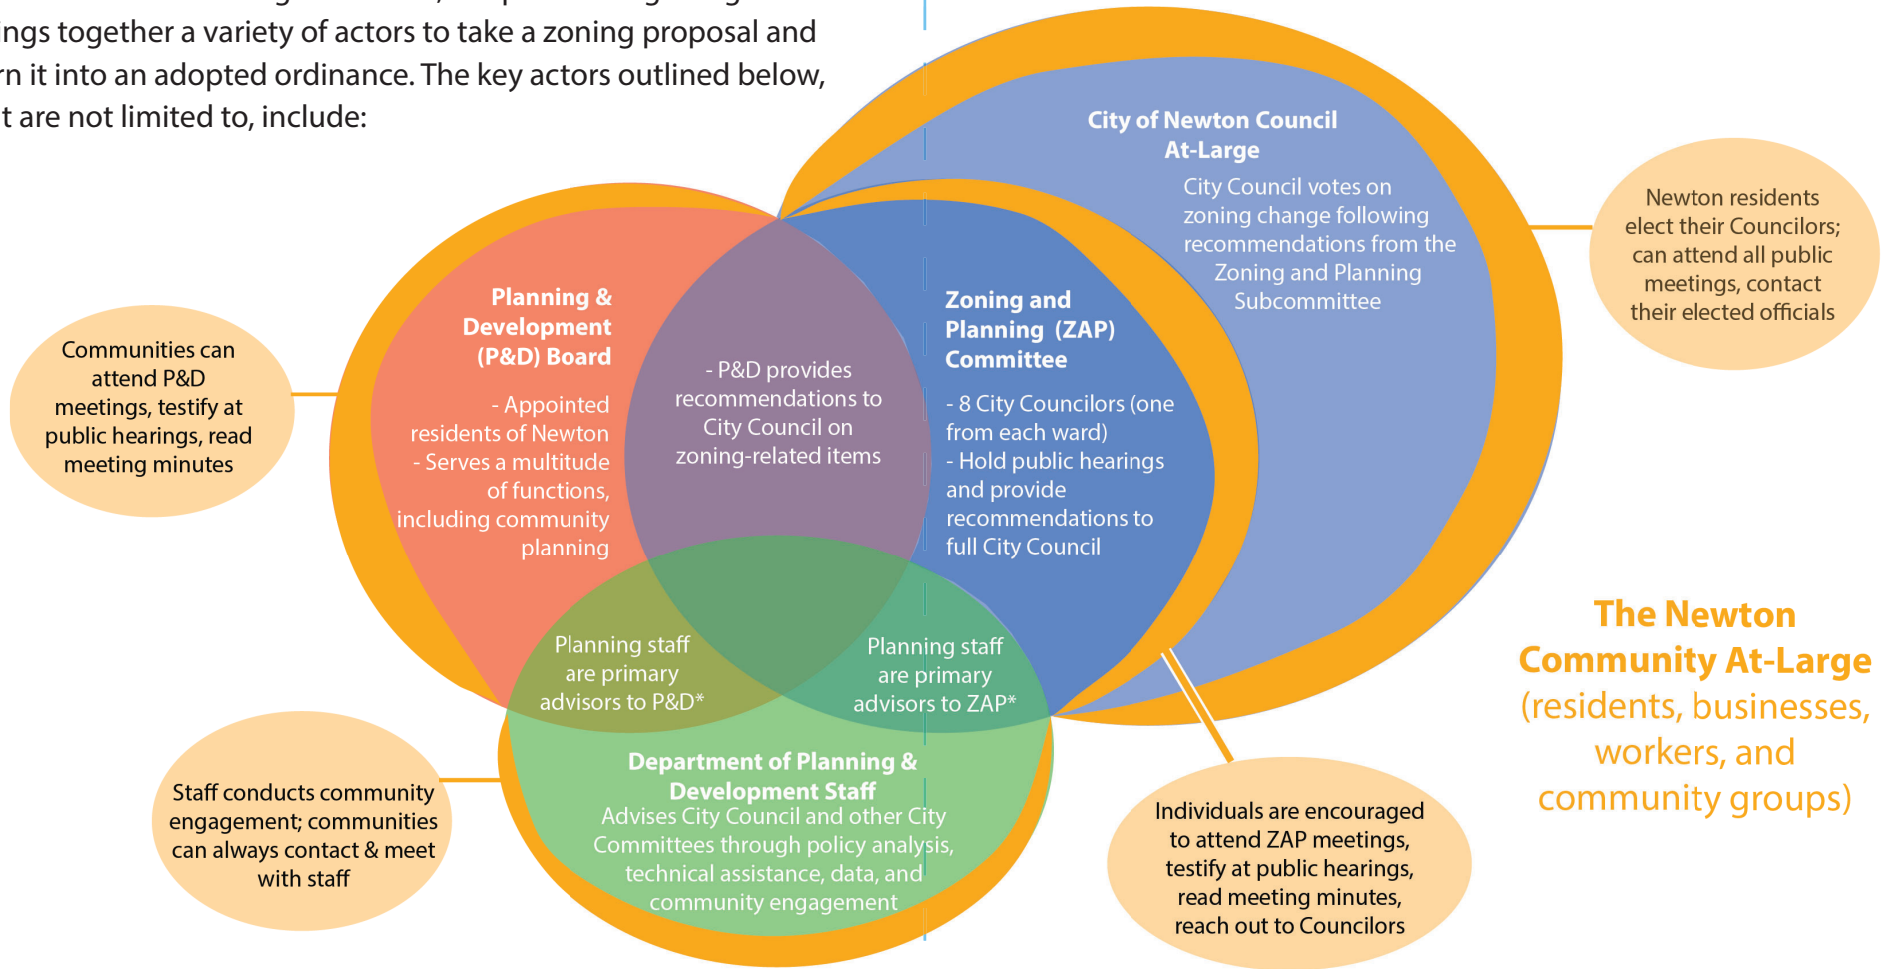 ings together a variety of actors to take a zoning proposal and
rn it into an adopted ordinance. The key actors outlined below,
t are not limited to, include:
City of Newton Council
At-Large
City Council votes on
zoning change following
recommendations from the
Zoning and Planning
Subcommittee
Newton residents
elect their Councilors;
can attend all public
meetings, contact
their elected officials
Planning &
Development
(P&D) Board
- Appointed
residents of Newton
- Serves a multitude
of functions,
including community
planning
- P&D provides
recommendations to
City Council on
zoning-related items
Zoning and
Planning (ZAP)
Committee
- 8 City Councilors (one
from each ward)
- Hold public hearings
and provide
recommendations to
full City Council
Communities can
attend P&D
meetings, testify at
public hearings, read
meeting minutes
Planning staff
are primary
advisors to P&D*
Planning staff
are primary
advisors to ZAP*
The Newton
Community At-Large
(residents, businesses,
workers, and
community groups)
Department of Planning &
Development Staff
Advises City Council and other City
Committees through policy analysis,
technical assistance, data, and
community engagement
Staff conducts community
engagement; communities
can always contact & meet
with staff
Individuals are encouraged
to attend ZAP meetings,
testify at public hearings,
read meeting minutes,
reach out to Councilors